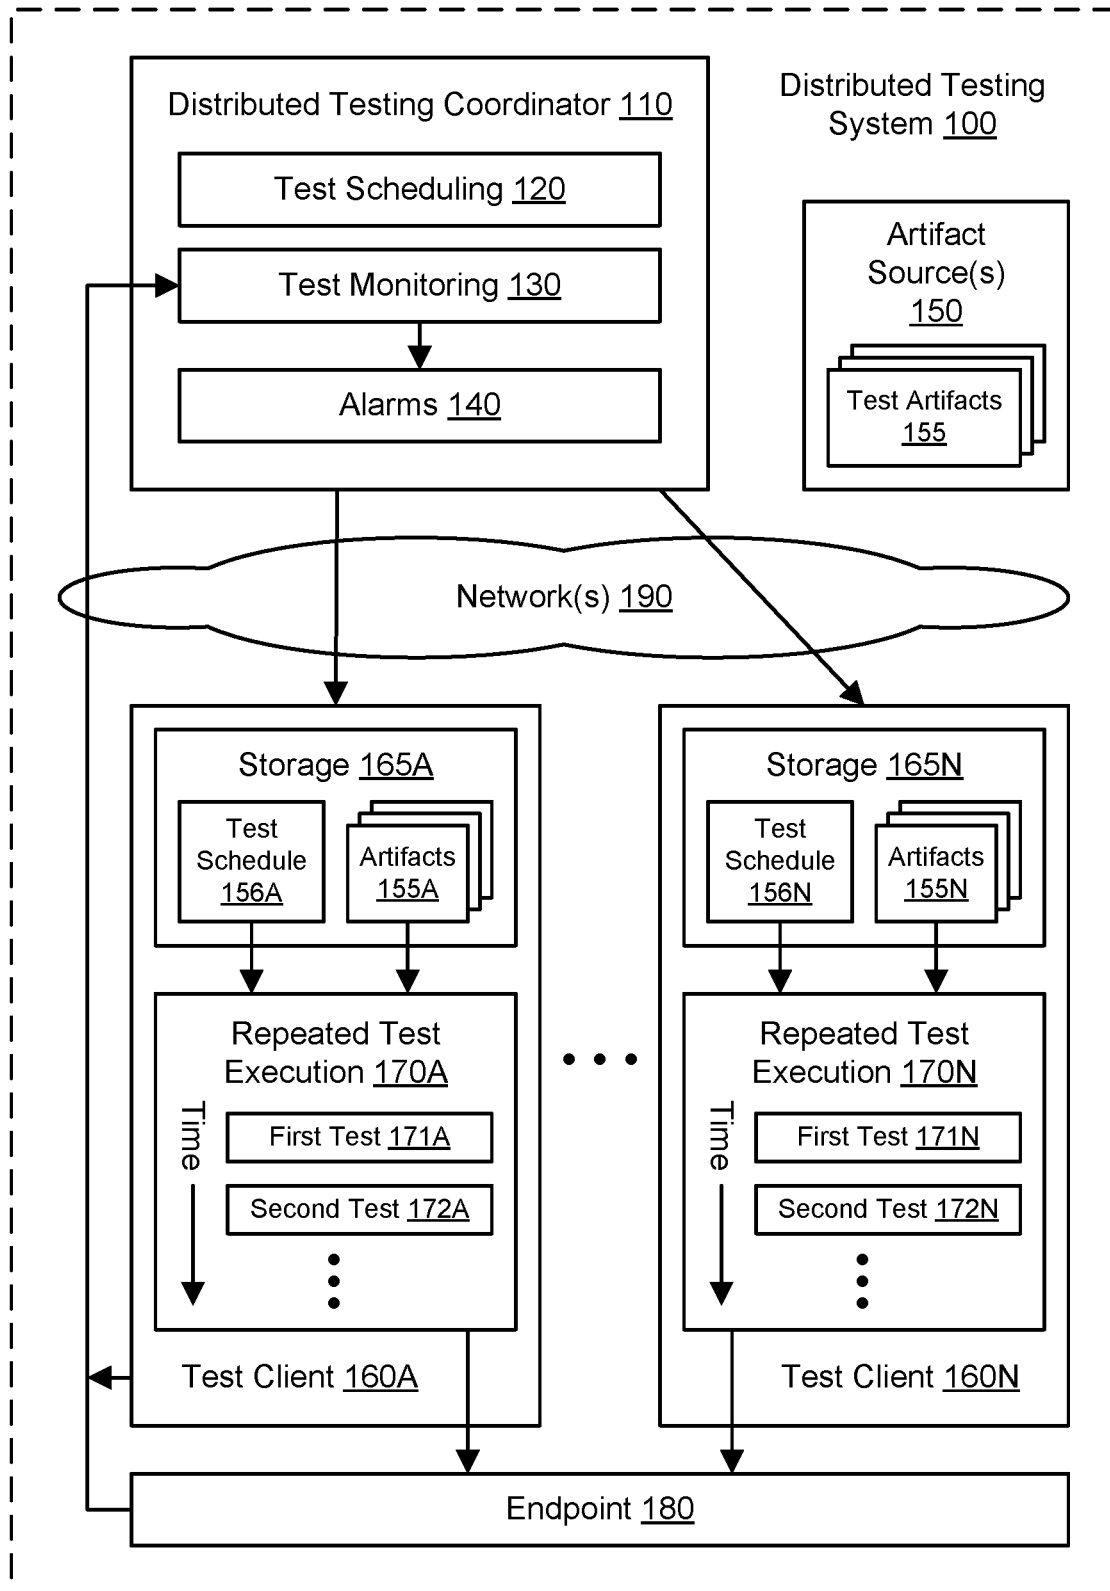 Distributed Testing Coordinator 110
Test Scheduling 120
Test Monitoring 130
Alarms 140
Distributed Testing
System 100
Artifact
Source(s)
150
Test Artifacts
155
Network(s) 190
Storage 165A
Test
Schedule
156A
Artifacts
155A
Repeated Test
Execution 170A
Time
First Test 171A
Second Test 172A
Test Client 160A
Storage 165N
Test
Schedule
156N
Artifacts
155N
Repeated Test
Execution 170N
Time
First Test 171N
Second Test 172N
Test Client 160N
Endpoint 180